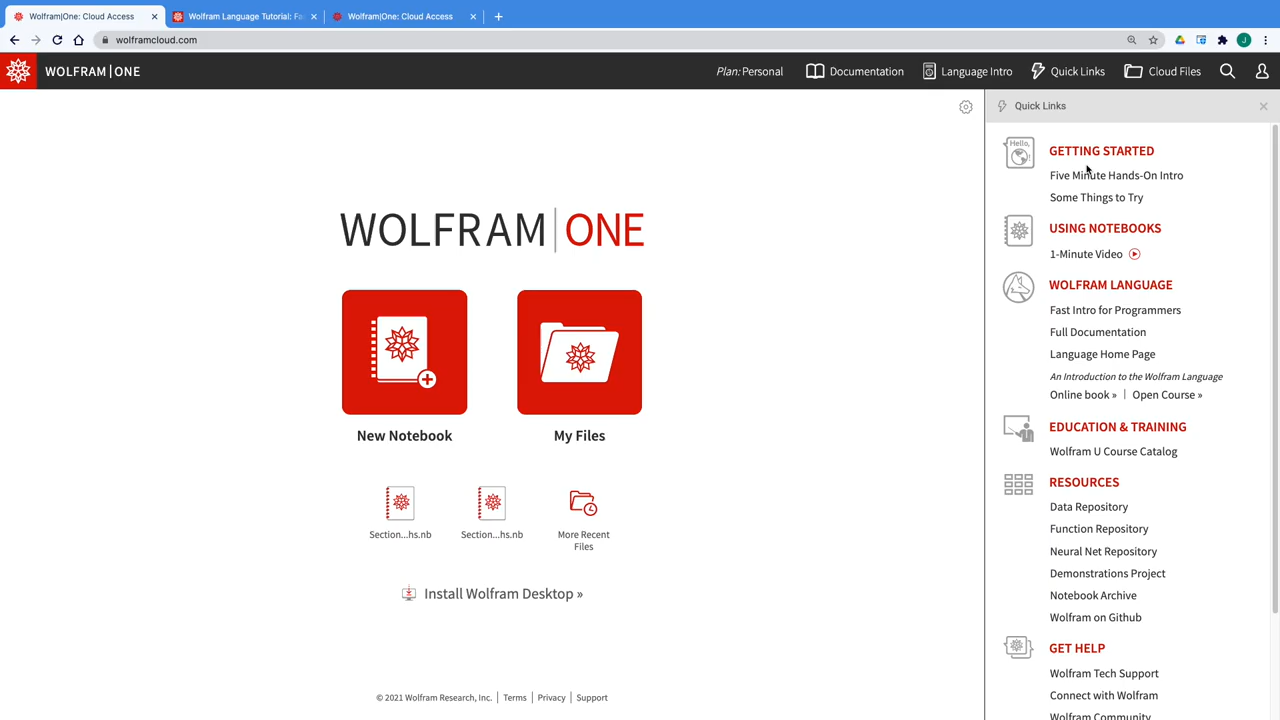 Wolfram|One: Cloud Access
Wolfram Language Tutorial: Fa
Wolfram|One: Cloud Access
wolframcloud.com
J
WOLFRAM|ONE
Plan: Personal
Documentation
Language Intro
Quick Links
Cloud Files
Quick Links
WOLFRAM|ONE
New Notebook
My Files
Section...hs.nb
Section...hs.nb
More Recent
Files
Install Wolfram Desktop »
© 2021 Wolfram Research, Inc. | Terms | Privacy | Support
Hello,
GETTING STARTED
Five Minute Hands-On Intro
Some Things to Try
USING NOTEBOOKS
1-Minute Video
WOLFRAM LANGUAGE
Fast Intro for Programmers
Full Documentation
Language Home Page
An Introduction to the Wolfram Language
Online book » | Open Course »
EDUCATION & TRAINING
Wolfram U Course Catalog
RESOURCES
Data Repository
Function Repository
Neural Net Repository
Demonstrations Project
Notebook Archive
Wolfram on Github
GET HELP
Wolfram Tech Support
Connect with Wolfram
Wolfram Community